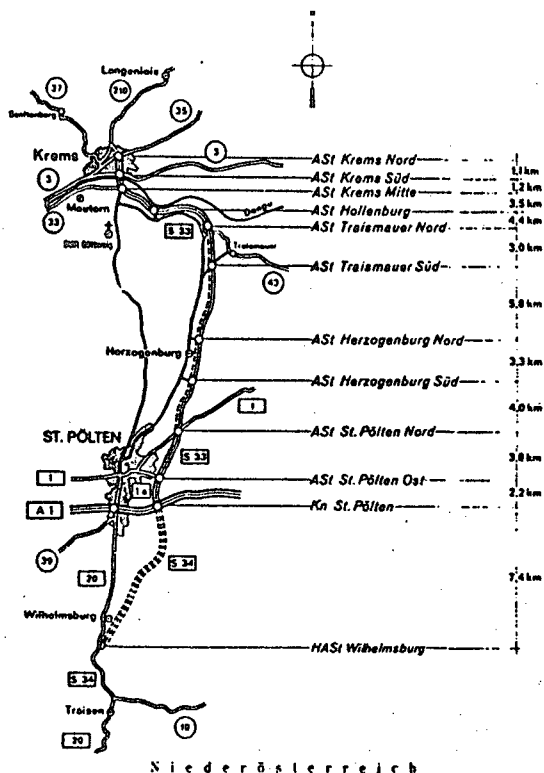 Langenlois
37
210
35
Senftenberg
Krems
3
3
33
Mautern
Stift Göttweig
Donau
S 33
Traismauer
43
Herzogenburg
1
ST. PÖLTEN
S 33
1
1a
A 1
39
S 34
20
Wilhelmsburg
S 34
Traisen
18
20
ASt Krems Nord
1,1 km
ASt Krems Süd
1,2 km
ASt Krems Mitte
3,5 km
ASt Hollenburg
4,4 km
ASt Traismauer Nord
3,0 km
ASt Traismauer Süd
5,8 km
ASt Herzogenburg Nord
3,3 km
ASt Herzogenburg Süd
4,0 km
ASt St. Pölten Nord
3,8 km
ASt St. Pölten Ost
2,2 km
Kn St. Pölten
7,4 km
HASt Wilhelmsburg
Niederösterreich